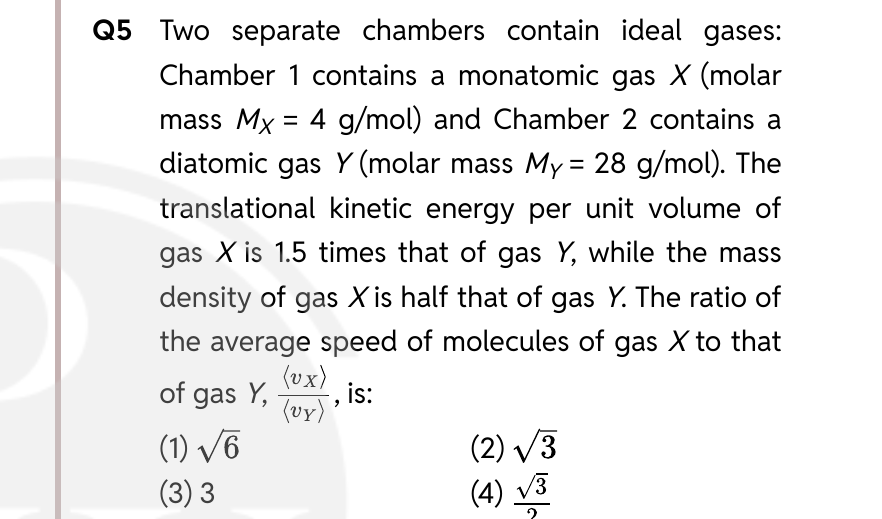 Q5 Two separate chambers contain ideal gases:
Chamber 1 contains a monatomic gas X (molar
mass M_X = 4 g/mol) and Chamber 2 contains a
diatomic gas Y (molar mass M_Y = 28 g/mol). The
translational kinetic energy per unit volume of
gas X is 1.5 times that of gas Y, while the mass
density of gas X is half that of gas Y. The ratio of
the average speed of molecules of gas X to that
of gas Y, ⟨v_X⟩/⟨v_Y⟩, is:
(1) √6 (2) √3
(3) 3 (4) √3/2